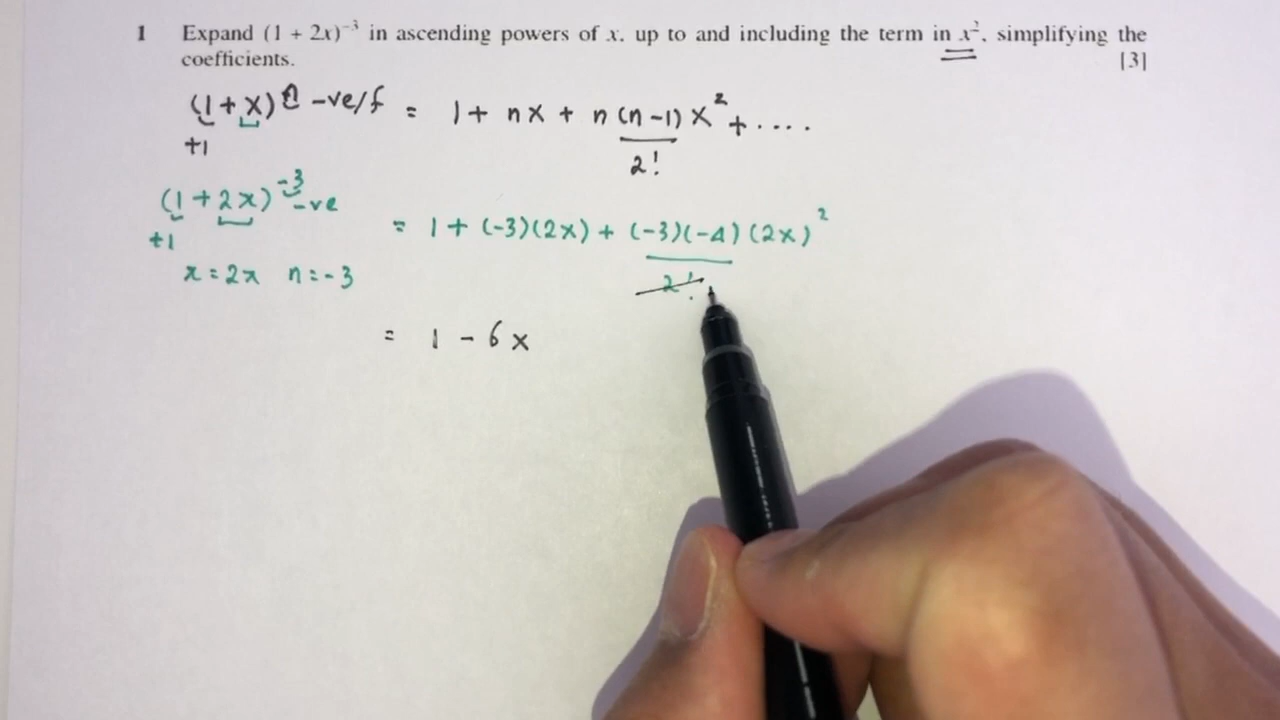 1 Expand (1 + 2x)⁻³ in ascending powers of x, up to and including the term in x², simplifying the
coefficients. [3]
(1 + x)ⁿ -ve/f = 1 + nx + n(n-1)x² + ....
+1 2!
(1 + 2x)⁻³ -ve = 1 + (-3)(2x) + (-3)(-4)(2x)²
+1 2!
x = 2x n = -3
= 1 - 6x